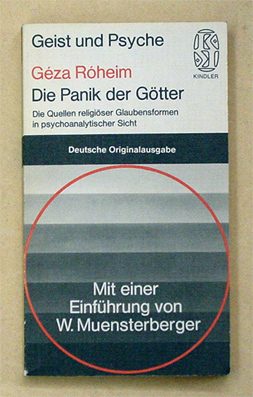 Geist und Psyche
KINDLER
Géza Róheim
Die Panik der Götter
Die Quellen religiöser Glaubensformen
in psychoanalytischer Sicht
Deutsche Originalausgabe
Mit einer
Einführung von
W. Muensterberger